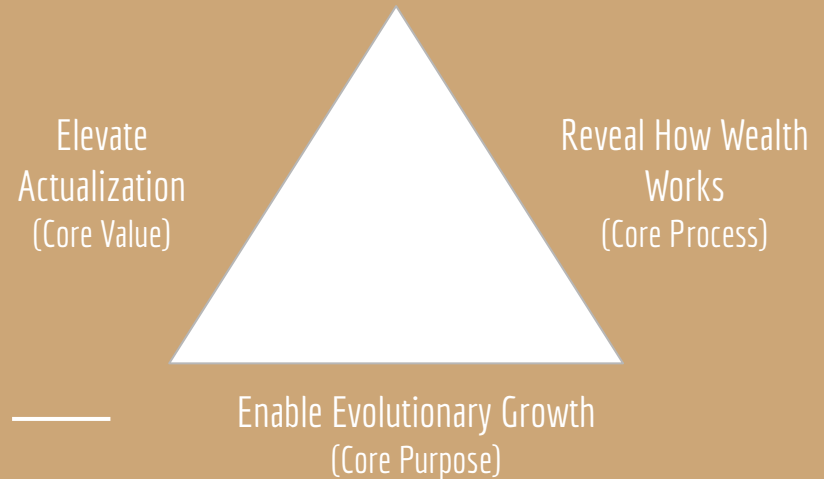 Elevate
Actualization
(Core Value)
Reveal How Wealth
Works
(Core Process)
Enable Evolutionary Growth
(Core Purpose)